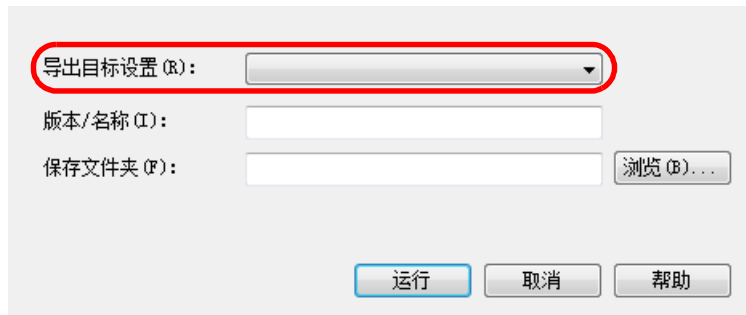 导出目标设置(R):
版本/名称(I):
保存文件夹(F):
浏览(B)...
运行
取消
帮助